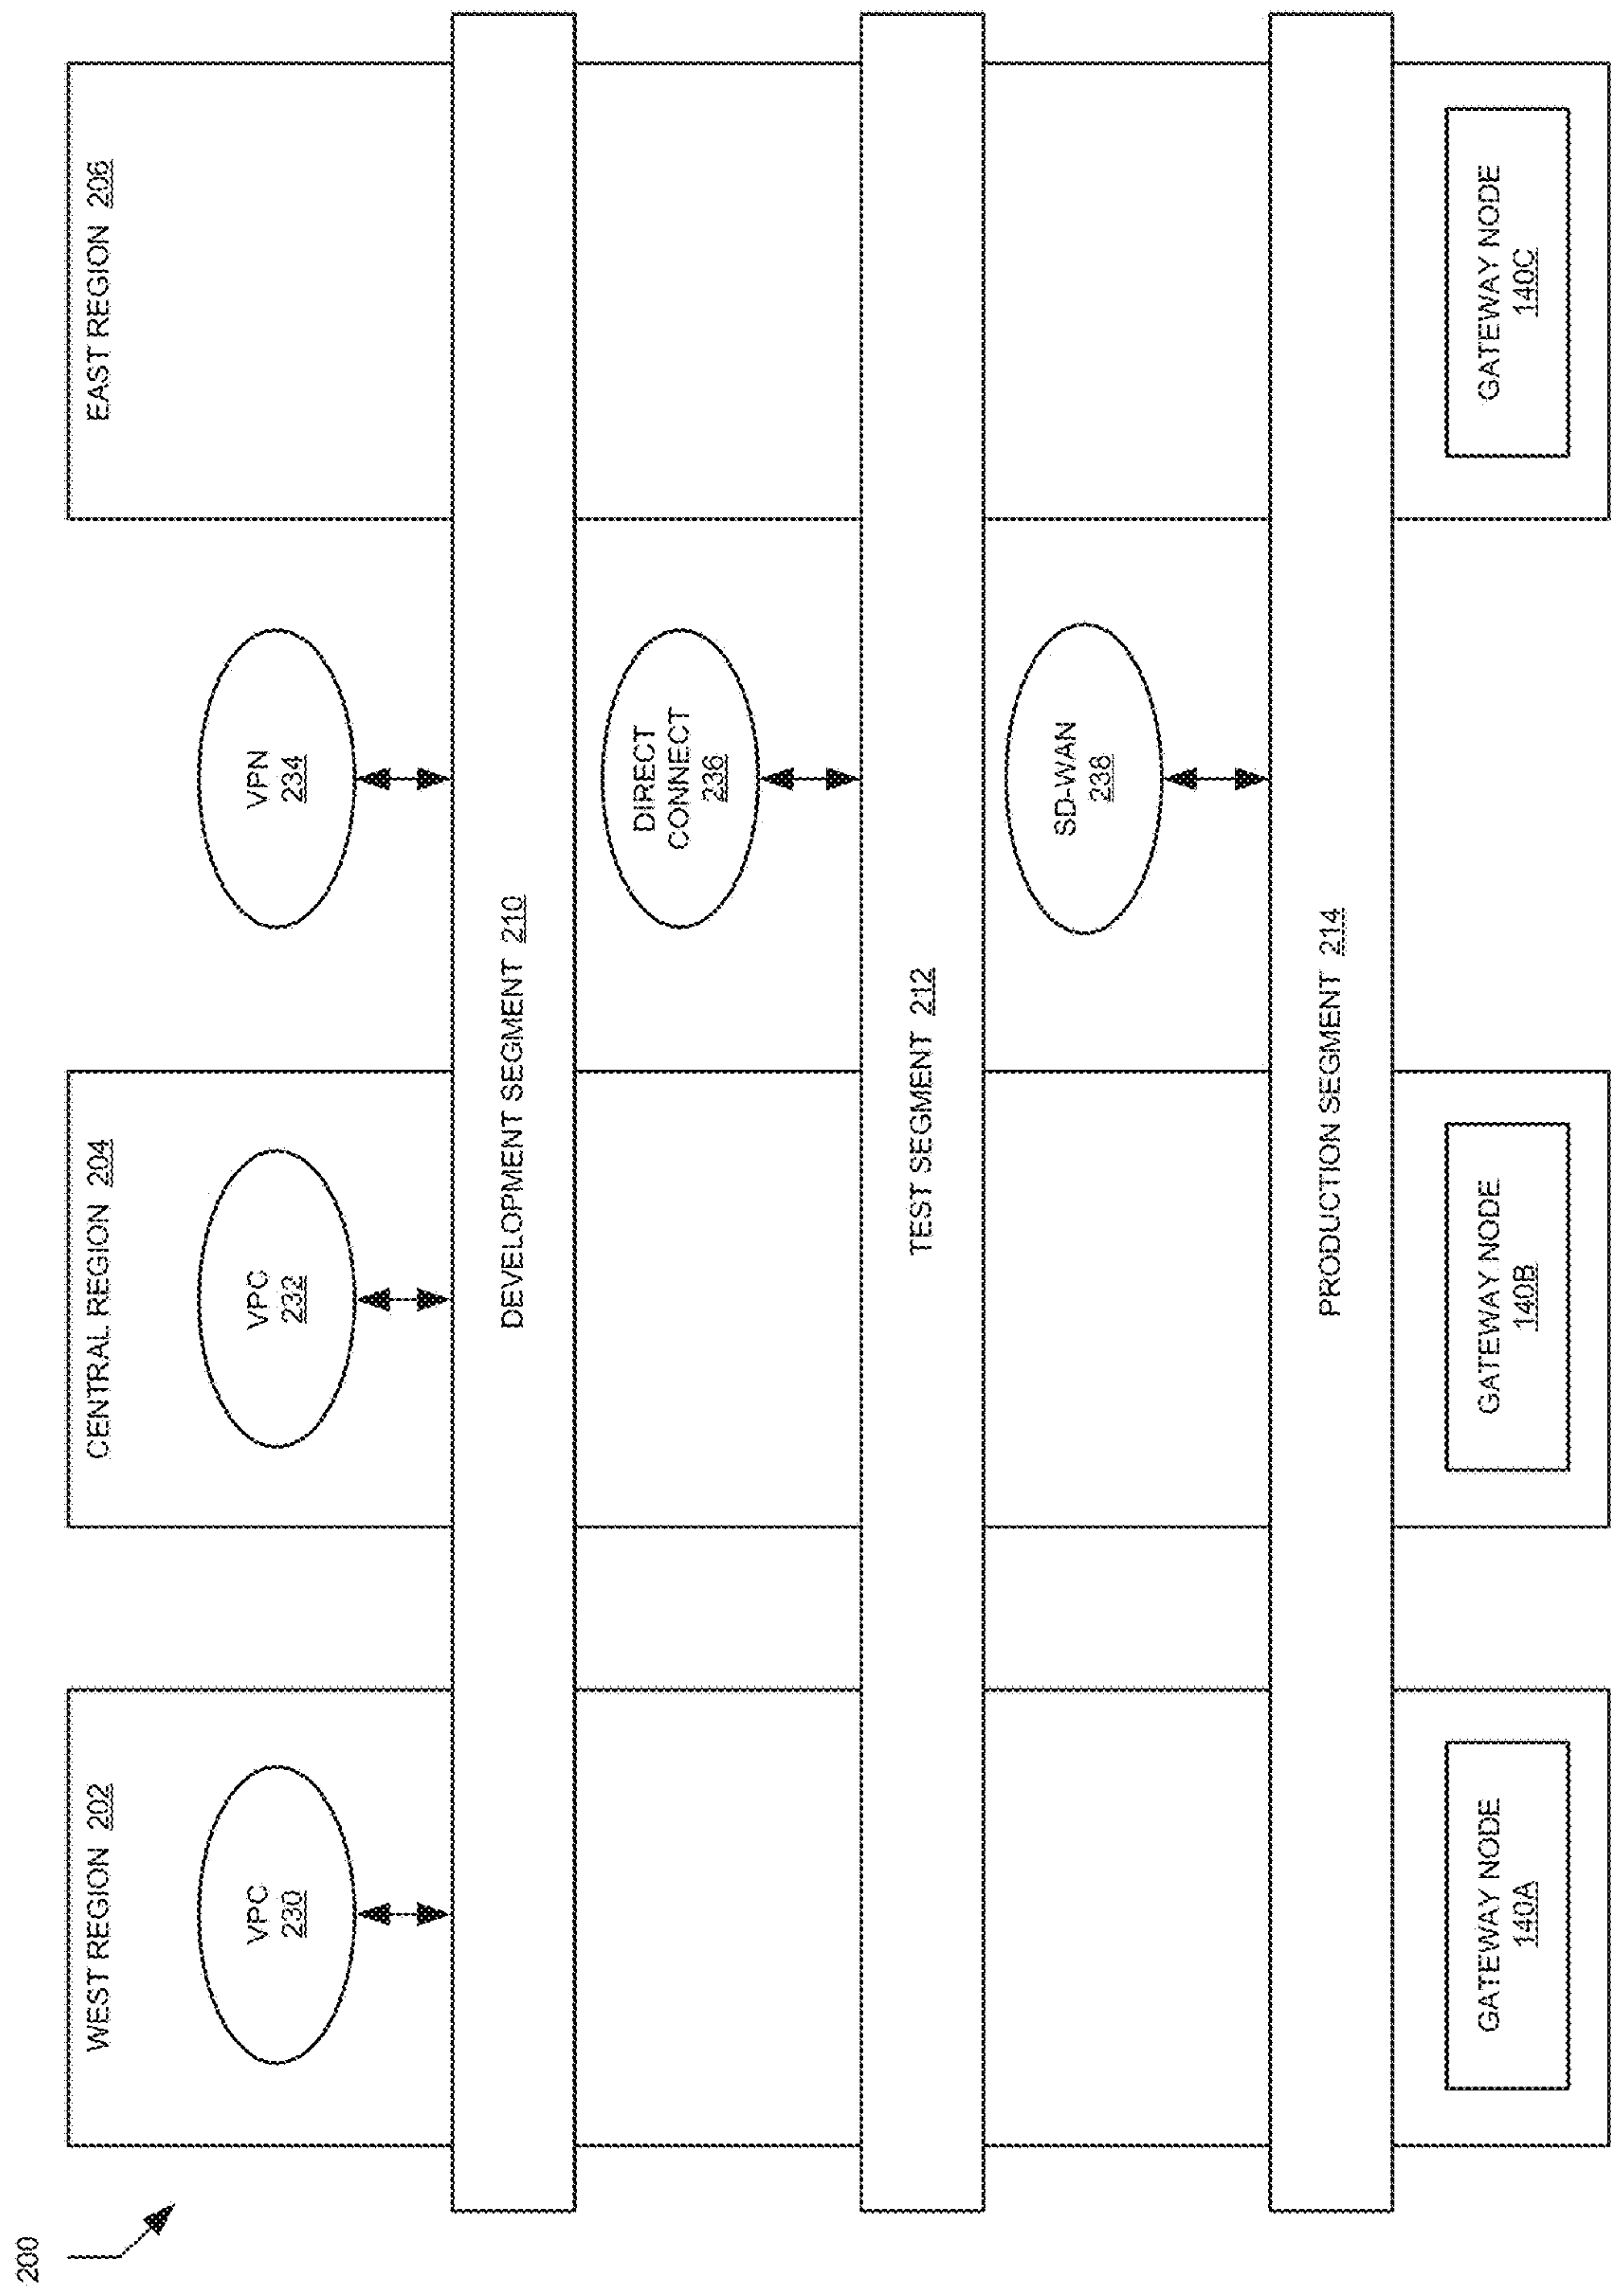 200
WEST REGION 202
CENTRAL REGION 204
EAST REGION 206
VPC
230
VPC
232
VPN
234
DEVELOPMENT SEGMENT 210
DIRECT
CONNECT
236
TEST SEGMENT 212
SD-WAN
238
PRODUCTION SEGMENT 214
GATEWAY NODE
140A
GATEWAY NODE
140B
GATEWAY NODE
140C